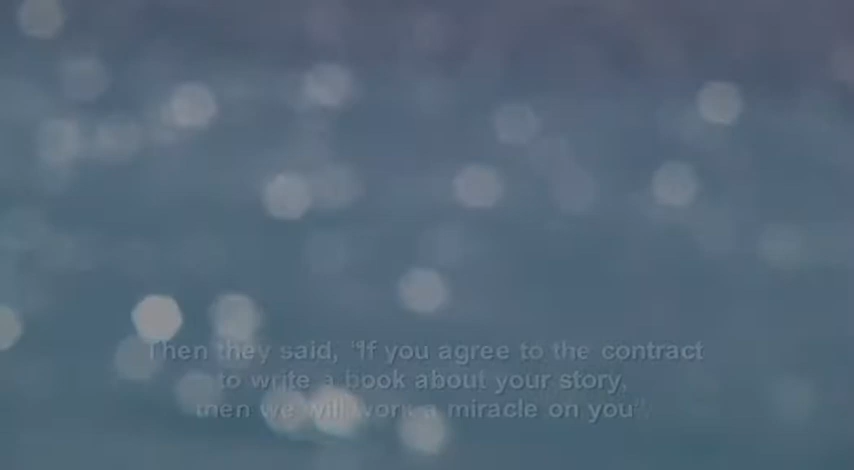 Then they said, "If you agree to the contract
to write a book about your story,
then we will work a miracle on you".